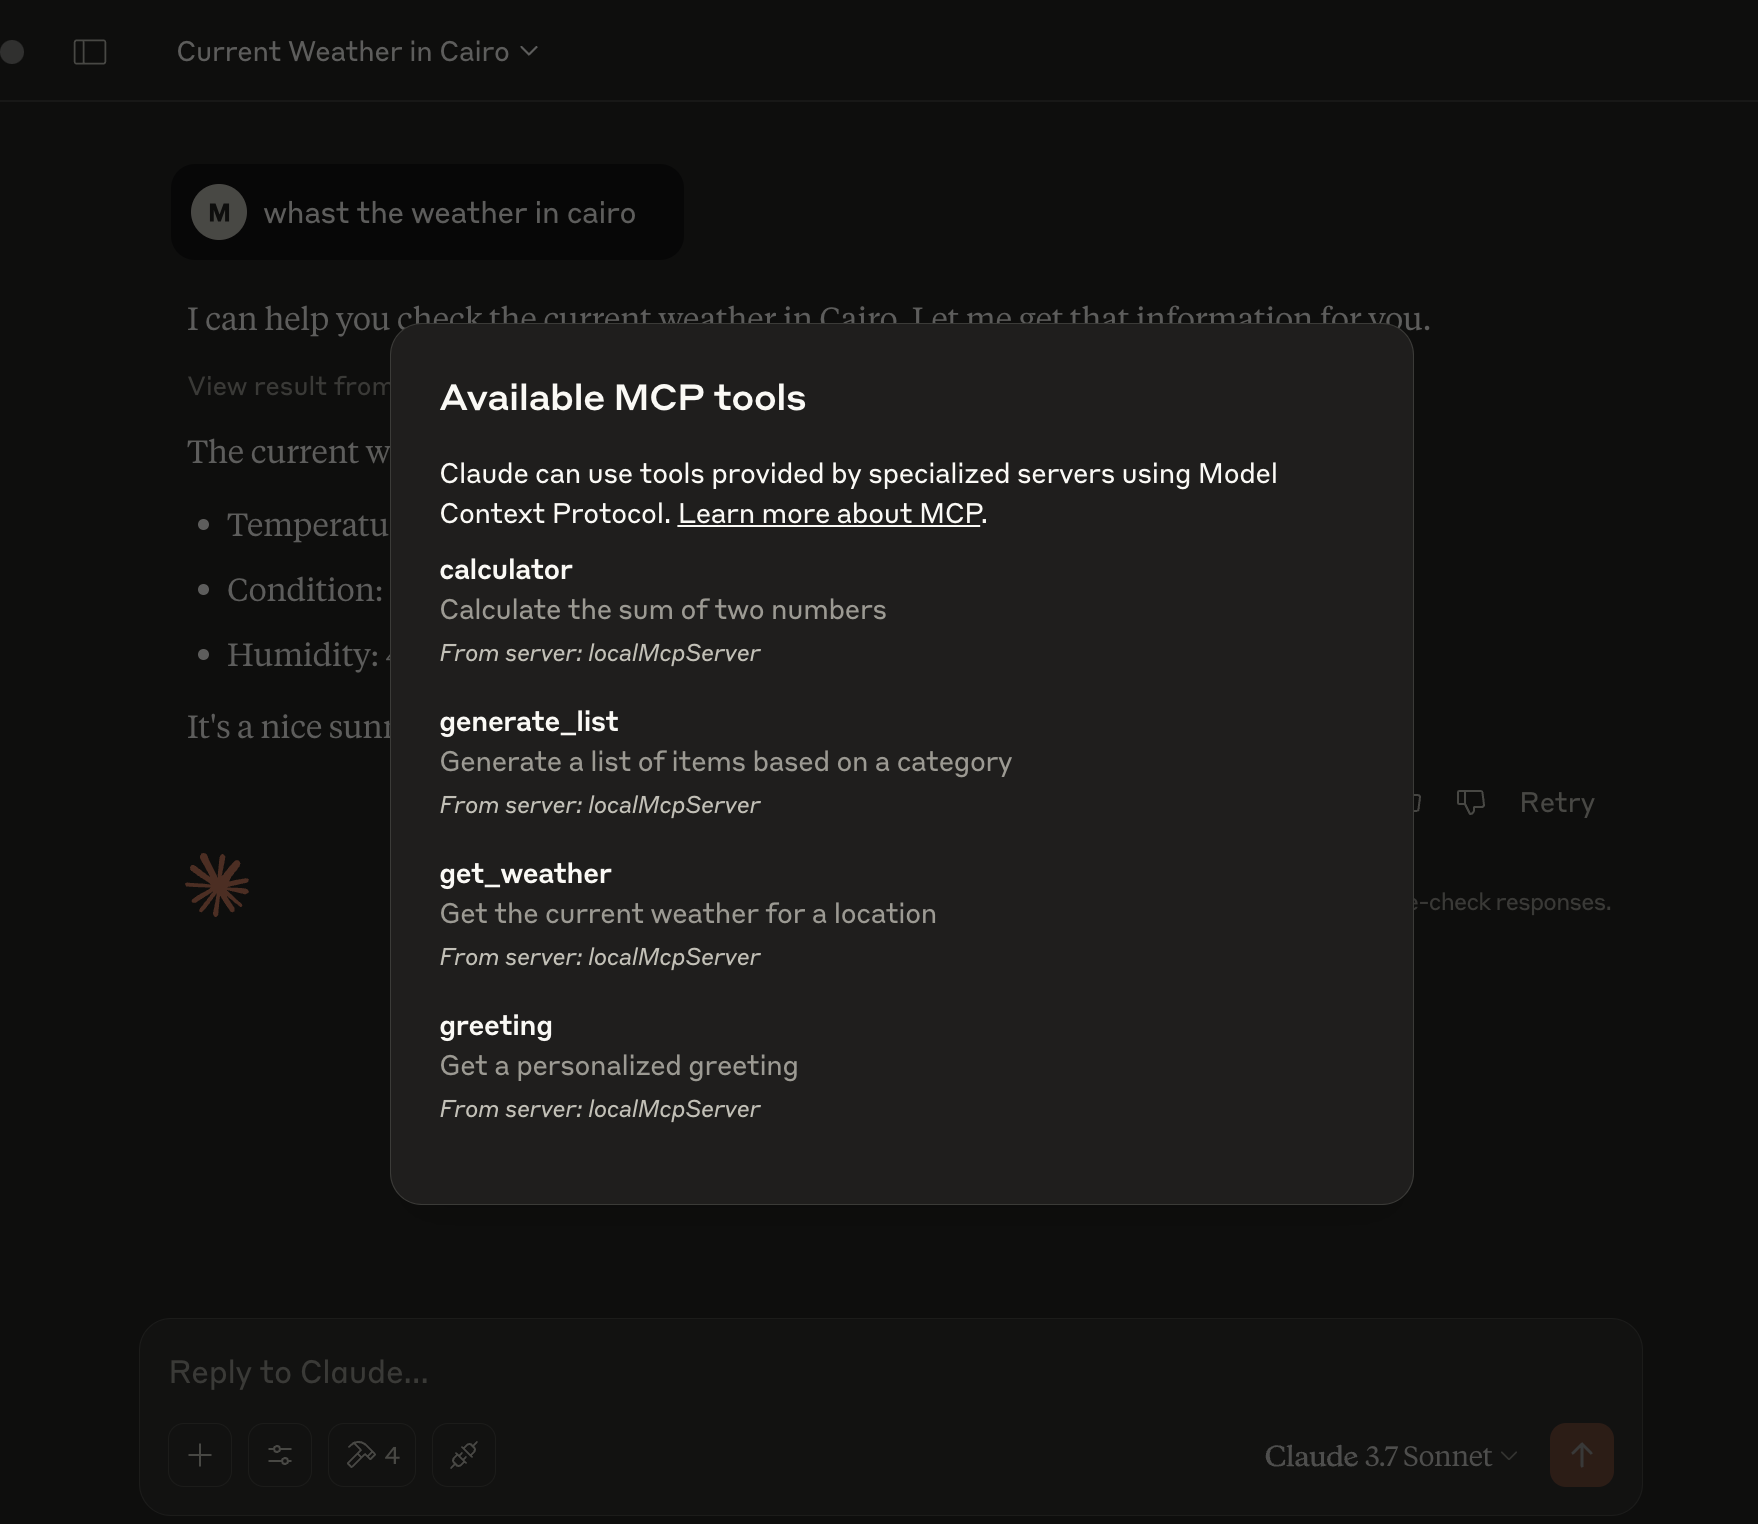 Current Weather in Cairo
M
whast the weather in cairo
I can help you check the current weather in Cairo. Let me get that information for you.
View result from
The current w
Temperatu
Condition:
Humidity:
It's a nice sunn
Available MCP tools
Claude can use tools provided by specialized servers using Model
Context Protocol. Learn more about MCP.
calculator
Calculate the sum of two numbers
From server: localMcpServer
generate_list
Generate a list of items based on a category
From server: localMcpServer
get_weather
Get the current weather for a location
From server: localMcpServer
greeting
Get a personalized greeting
From server: localMcpServer
Retry
e-check responses.
Reply to Claude...
4
Claude 3.7 Sonnet